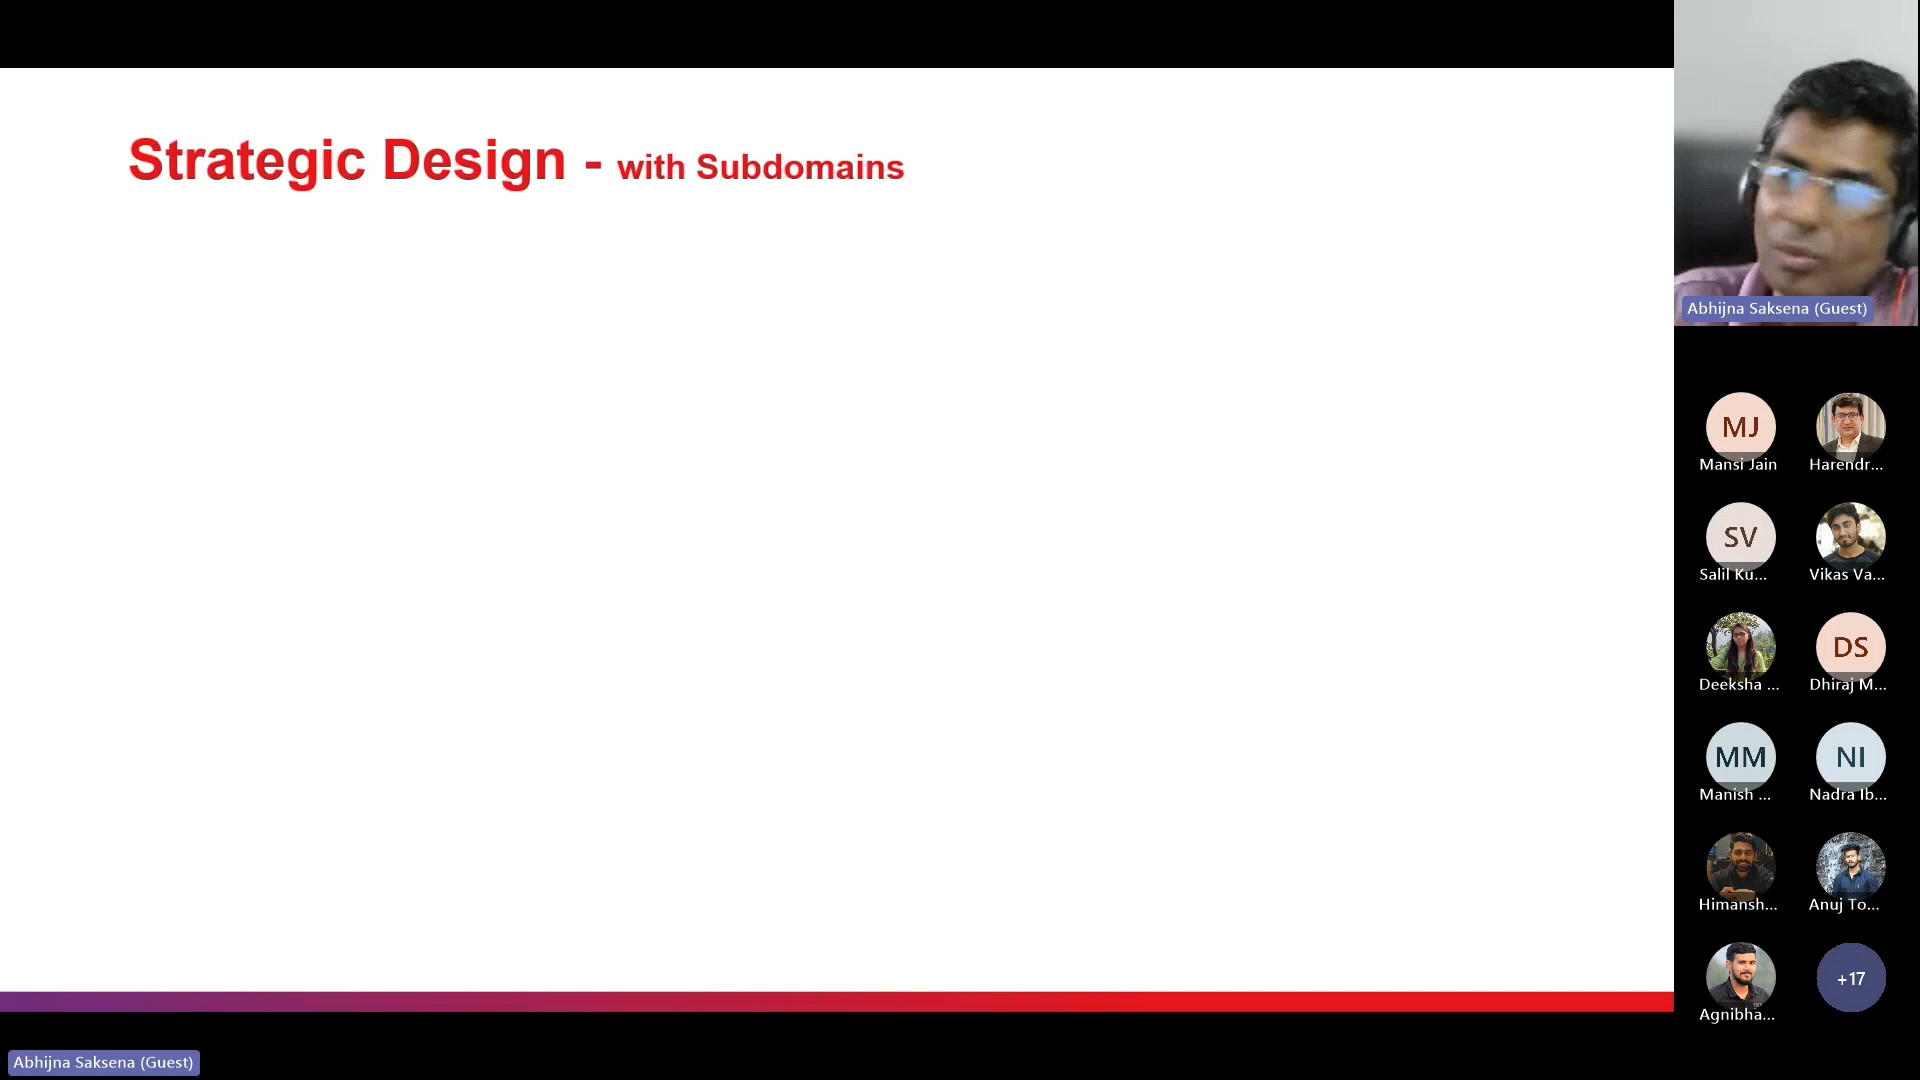 Strategic Design - with Subdomains
Abhijna Saksena (Guest)
MJ
Mansi Jain
Harendr...
SV
Salil Ku...
Vikas Va...
Deeksha ...
DS
Dhiraj M...
MM
Manish ...
NI
Nadra Ib...
Himansh...
Anuj To...
Agnibha...
+17
Abhijna Saksena (Guest)